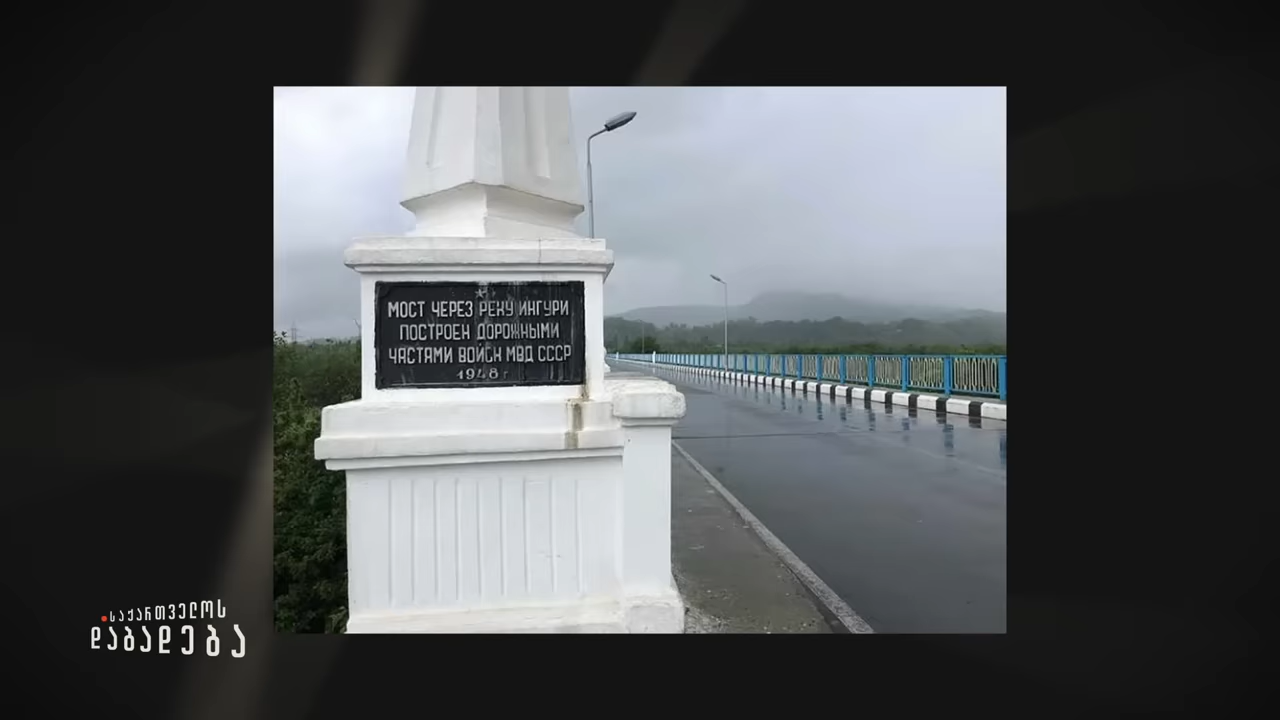 МОСТ ЧЕРЕЗ РЕКУ ИНГУРИ
ПОСТРОЕН ДОРОЖНЫМИ
ЧАСТЯМИ ВОЙСК МВД СССР
1948 г
საქართველოს
დაბადება